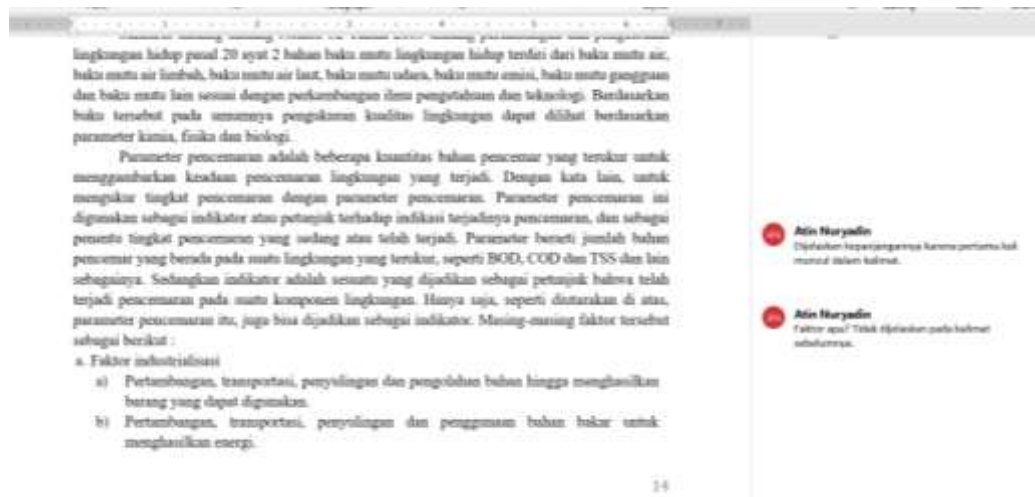 lingkungan hidup pasal 20 ayat 2 bahan baku mutu lingkungan hidup terdiri dari baku mutu air,
baku mutu air limbah, baku mutu air laut, baku mutu udara, baku mutu emisi, baku mutu gangguan
dan baku mutu lain sesuai dengan perkambangan ilmu pengetahuan dan teknologi. Berdasarkan
baku tersebut pada umumnya pengukuran kualitas lingkungan dapat dilihat berdasarkan
parameter kimia, fisika dan biologi.
Parameter pencemaran adalah beberapa kuantitas bahan pencemar yang terukur untuk
menggambarkan keadaan pencemaran lingkungan yang terjadi. Dengan kata lain, untuk
mengukur tingkat pencemaran dengan parameter pencemaran. Parameter pencemaran ini
digunakan sebagai indikator atau petunjuk terhadap indikasi terjadinya pencemaran, dan sebagai
penentu tingkat pencemaran yang sedang atau telah terjadi. Parameter berarti jumlah bahan
pencemar yang berada pada suatu lingkungan yang terukur, seperti BOD, COD dan TSS dan lain
sebagainya. Sedangkan indikator adalah sesuatu yang dijadikan sebagai petunjuk bahwa telah
terjadi pencemaran pada suatu komponen lingkungan. Hanya saja, seperti diutarakan di atas,
parameter pencemaran itu, juga bisa dijadikan sebagai indikator. Masing-masing faktor tersebut
sebagai berikut :
a. Faktor industrialisasi
a) Pertambangan, transportasi, penyulingan dan pengolahan bahan hingga menghasilkan
barang yang dapat digunakan.
b) Pertambangan, transportasi, penyulingan dan penggunaan bahan bakar untuk
menghasilkan energi.
14
Atin Nuryadin
Dijelaskan kepanjangannya karena pertama kali
muncul dalam kalimat.
Atin Nuryadin
Faktor apa? Tidak dijelaskan pada kalimat
sebelumnya.